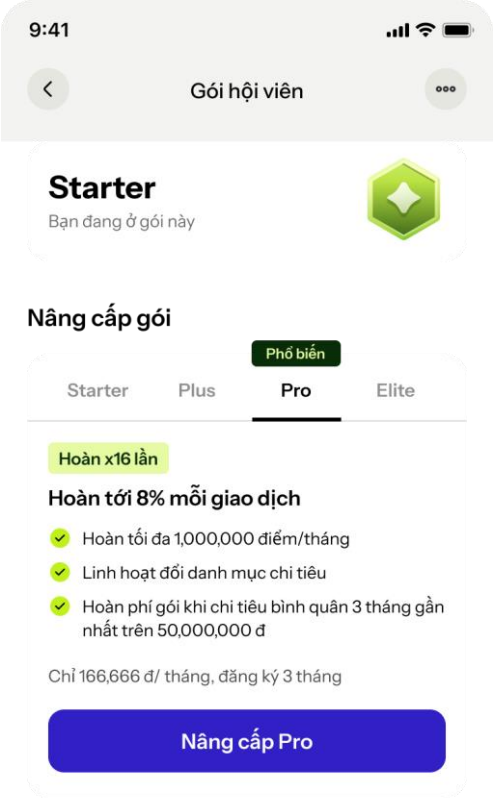 9:41
Gói hội viên
Starter
Bạn đang ở gói này
Nâng cấp gói
Phổ biến
Starter Plus Pro Elite
Hoàn x16 lần
Hoàn tới 8% mỗi giao dịch
Hoàn tối đa 1,000,000 điểm/tháng
Linh hoạt đổi danh mục chi tiêu
Hoàn phí gói khi chi tiêu bình quân 3 tháng gần
nhất trên 50,000,000 đ
Chỉ 166,666 đ/ tháng, đăng ký 3 tháng
Nâng cấp Pro